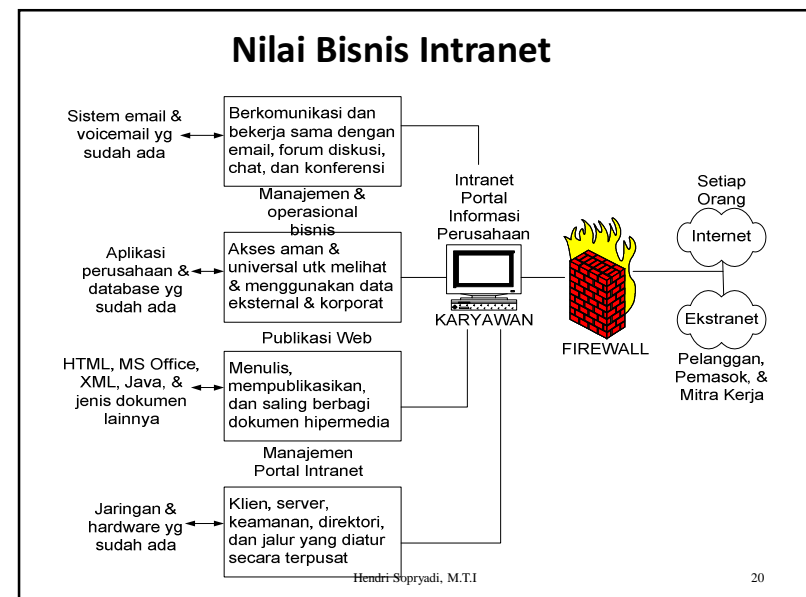 Nilai Bisnis Intranet
Sistem email &
voicemail yg
sudah ada
Berkomunikasi dan
bekerja sama dengan
email, forum diskusi,
chat, dan konferensi
Manajemen &
operasional
bisnis
Aplikasi
perusahaan &
database yg
sudah ada
Akses aman &
universal utk melihat
& menggunakan data
eksternal & korporat
Publikasi Web
HTML, MS Office,
XML, Java, &
jenis dokumen
lainnya
Menulis,
mempublikasikan,
dan saling berbagi
dokumen hipermedia
Manajemen
Portal Intranet
Jaringan &
hardware yg
sudah ada
Klien, server,
keamanan, direktori,
dan jalur yang diatur
secara terpusat
Intranet
Portal
Informasi
Perusahaan
KARYAWAN
FIREWALL
Setiap
Orang
Internet
Ekstranet
Pelanggan,
Pemasok, &
Mitra Kerja
Hendri Sopryadi, M.T.I
20